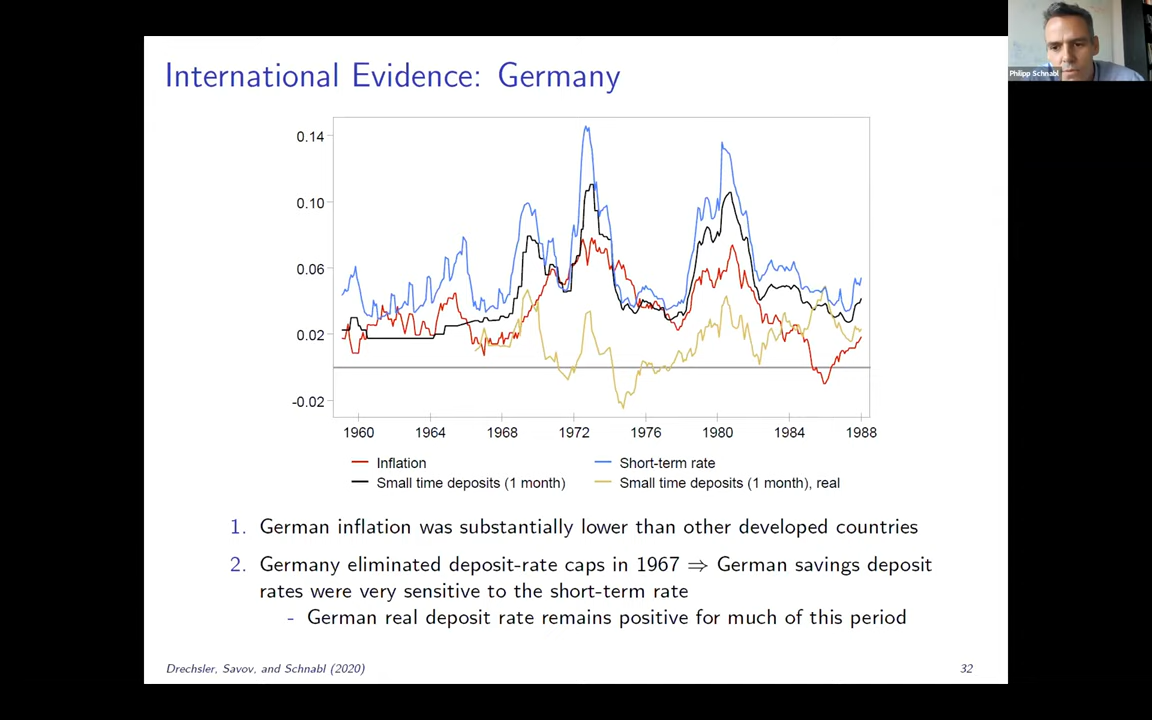 Philipp Schnabl
International Evidence: Germany
0.14
0.10
0.06
0.02
-0.02
1960 1964 1968 1972 1976 1980 1984 1988
Inflation
Short-term rate
Small time deposits (1 month)
Small time deposits (1 month), real
1. German inflation was substantially lower than other developed countries
2. Germany eliminated deposit-rate caps in 1967 ⇒ German savings deposit
rates were very sensitive to the short-term rate
- German real deposit rate remains positive for much of this period
Drechsler, Savov, and Schnabl (2020)
32